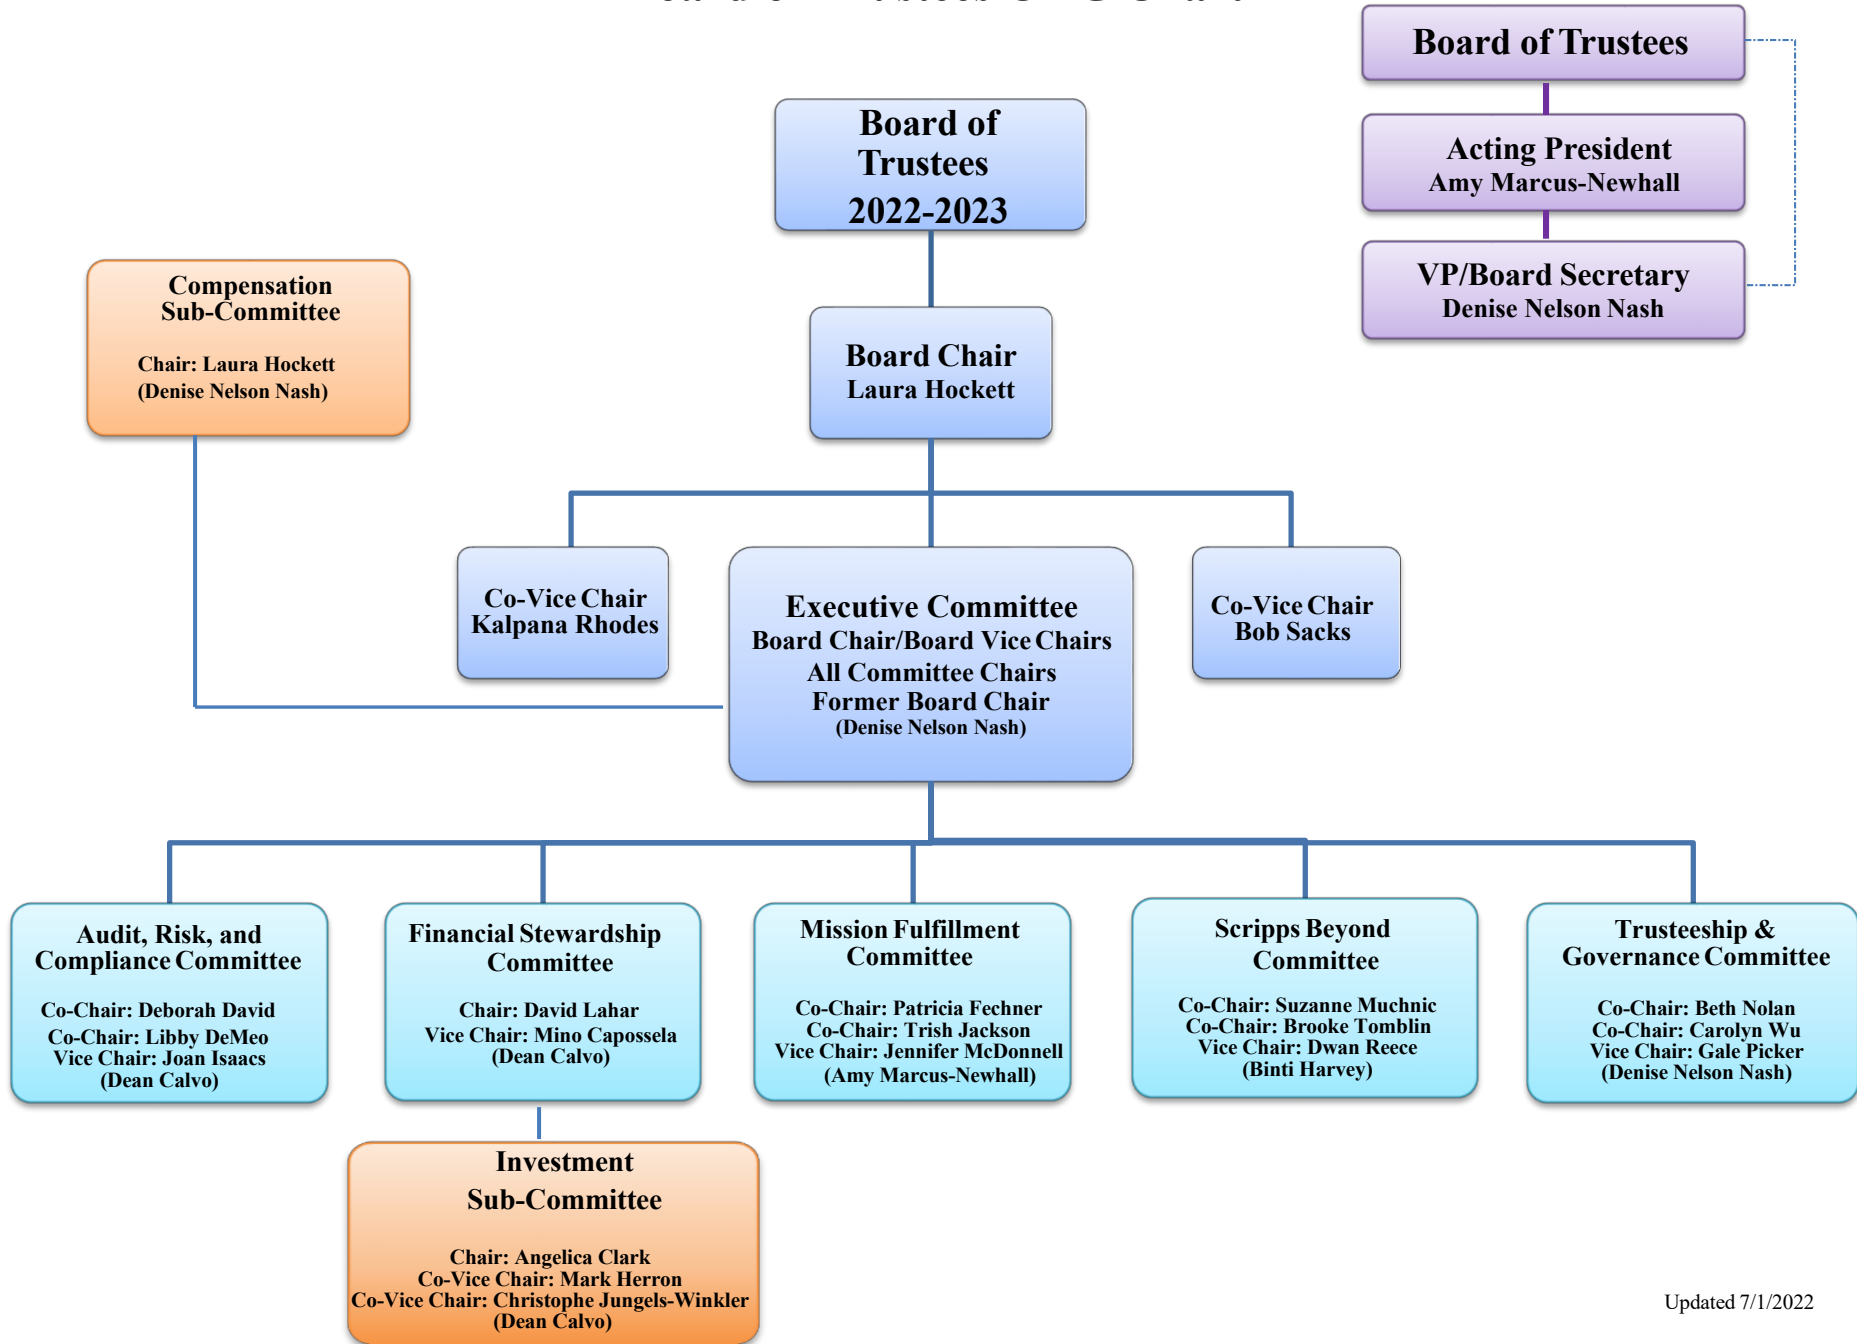 Board of Trustees
Acting President
Amy Marcus-Newhall
VP/Board Secretary
Denise Nelson Nash
Board of
Trustees
2022-2023
Compensation
Sub-Committee
Chair: Laura Hockett
(Denise Nelson Nash)
Board Chair
Laura Hockett
Co-Vice Chair
Kalpana Rhodes
Executive Committee
Board Chair/Board Vice Chairs
All Committee Chairs
Former Board Chair
(Denise Nelson Nash)
Co-Vice Chair
Bob Sacks
Audit, Risk, and
Compliance Committee
Co-Chair: Deborah David
Co-Chair: Libby DeMeo
Vice Chair: Joan Isaacs
(Dean Calvo)
Financial Stewardship
Committee
Chair: David Lahar
Vice Chair: Mino Capossela
(Dean Calvo)
Mission Fulfillment
Committee
Co-Chair: Patricia Fechner
Co-Chair: Trish Jackson
Vice Chair: Jennifer McDonnell
(Amy Marcus-Newhall)
Scripps Beyond
Committee
Co-Chair: Suzanne Muchnic
Co-Chair: Brooke Tomblin
Vice Chair: Dwan Reece
(Binti Harvey)
Trusteeship &
Governance Committee
Co-Chair: Beth Nolan
Co-Chair: Carolyn Wu
Vice Chair: Gale Picker
(Denise Nelson Nash)
Investment
Sub-Committee
Chair: Angelica Clark
Co-Vice Chair: Mark Herron
Co-Vice Chair: Christophe Jungels-Winkler
(Dean Calvo)
Updated 7/1/2022